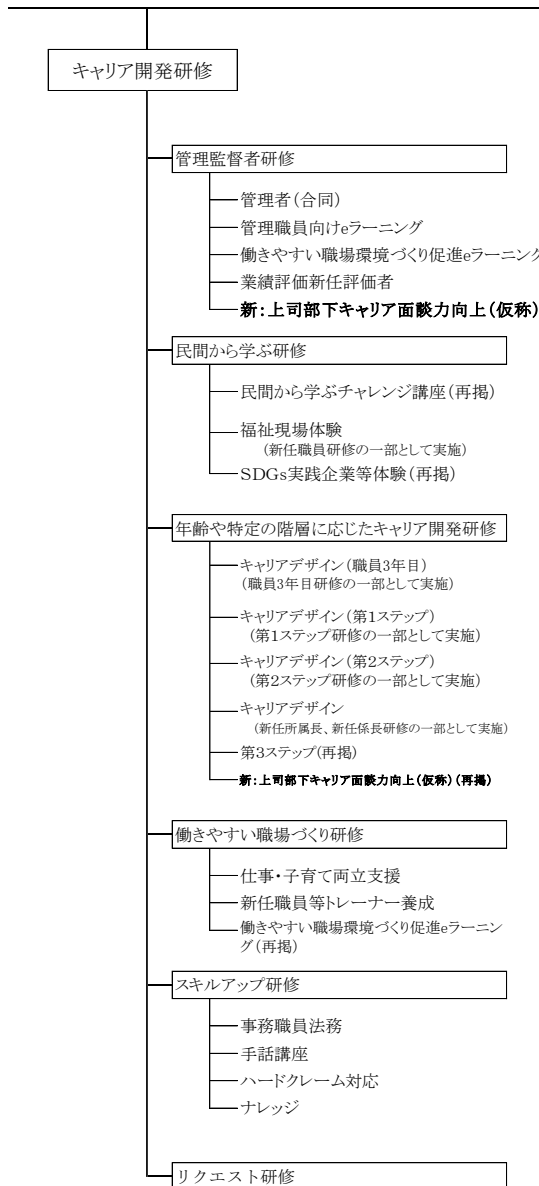 キャリア開発研修
管理監督者研修
管理者(合同)
管理職員向けeラーニング
働きやすい職場環境づくり促進eラーニング
業績評価新任評価者
新:上司部下キャリア面談力向上(仮称)
民間から学ぶ研修
民間から学ぶチャレンジ講座(再掲)
福祉現場体験
(新任職員研修の一部として実施)
SDGs実践企業等体験(再掲)
年齢や特定の階層に応じたキャリア開発研修
キャリアデザイン(職員3年目)
(職員3年目研修の一部として実施)
キャリアデザイン(第1ステップ)
(第1ステップ研修の一部として実施)
キャリアデザイン(第2ステップ)
(第2ステップ研修の一部として実施)
キャリアデザイン
(新任所属長、新任係長研修の一部として実施)
第3ステップ(再掲)
新:上司部下キャリア面談力向上(仮称)(再掲)
働きやすい職場づくり研修
仕事・子育て両立支援
新任職員等トレーナー養成
働きやすい職場環境づくり促進eラーニン
グ(再掲)
スキルアップ研修
事務職員法務
手話講座
ハードクレーム対応
ナレッジ
リクエスト研修